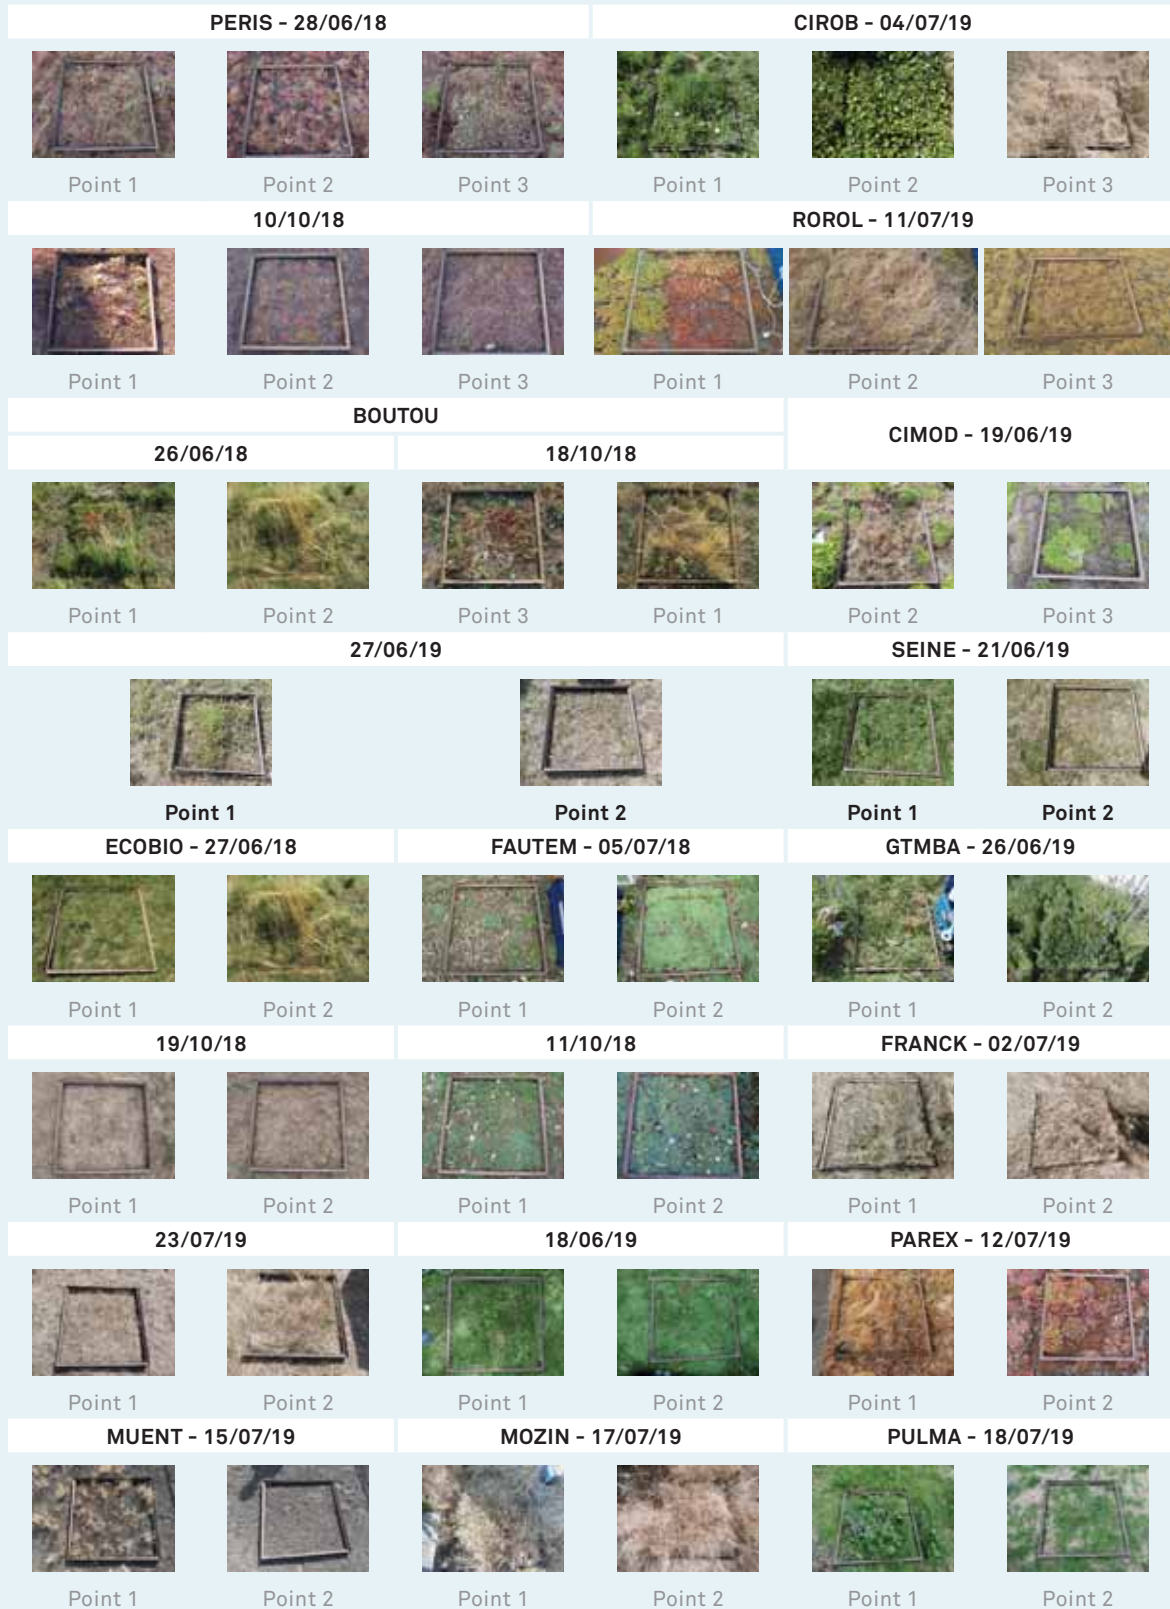 PERIS - 28/06/18 CIROB - 04/07/19
Point 1 Point 2 Point 3 Point 1 Point 2 Point 3
10/10/18 ROROL - 11/07/19
Point 1 Point 2 Point 3 Point 1 Point 2 Point 3
BOUTOU CIMOD - 19/06/19
26/06/18 18/10/18
Point 1 Point 2 Point 3 Point 1 Point 2 Point 3
27/06/19 SEINE - 21/06/19
Point 1 Point 2 Point 1 Point 2
ECOBIO - 27/06/18 FAUTEM - 05/07/18 GTMBA - 26/06/19
Point 1 Point 2 Point 1 Point 2 Point 1 Point 2
19/10/18 11/10/18 FRANCK - 02/07/19
Point 1 Point 2 Point 1 Point 2 Point 1 Point 2
23/07/19 18/06/19 PAREX - 12/07/19
Point 1 Point 2 Point 1 Point 2 Point 1 Point 2
MUENT - 15/07/19 MOZIN - 17/07/19 PULMA - 18/07/19
Point 1 Point 2 Point 1 Point 2 Point 1 Point 2